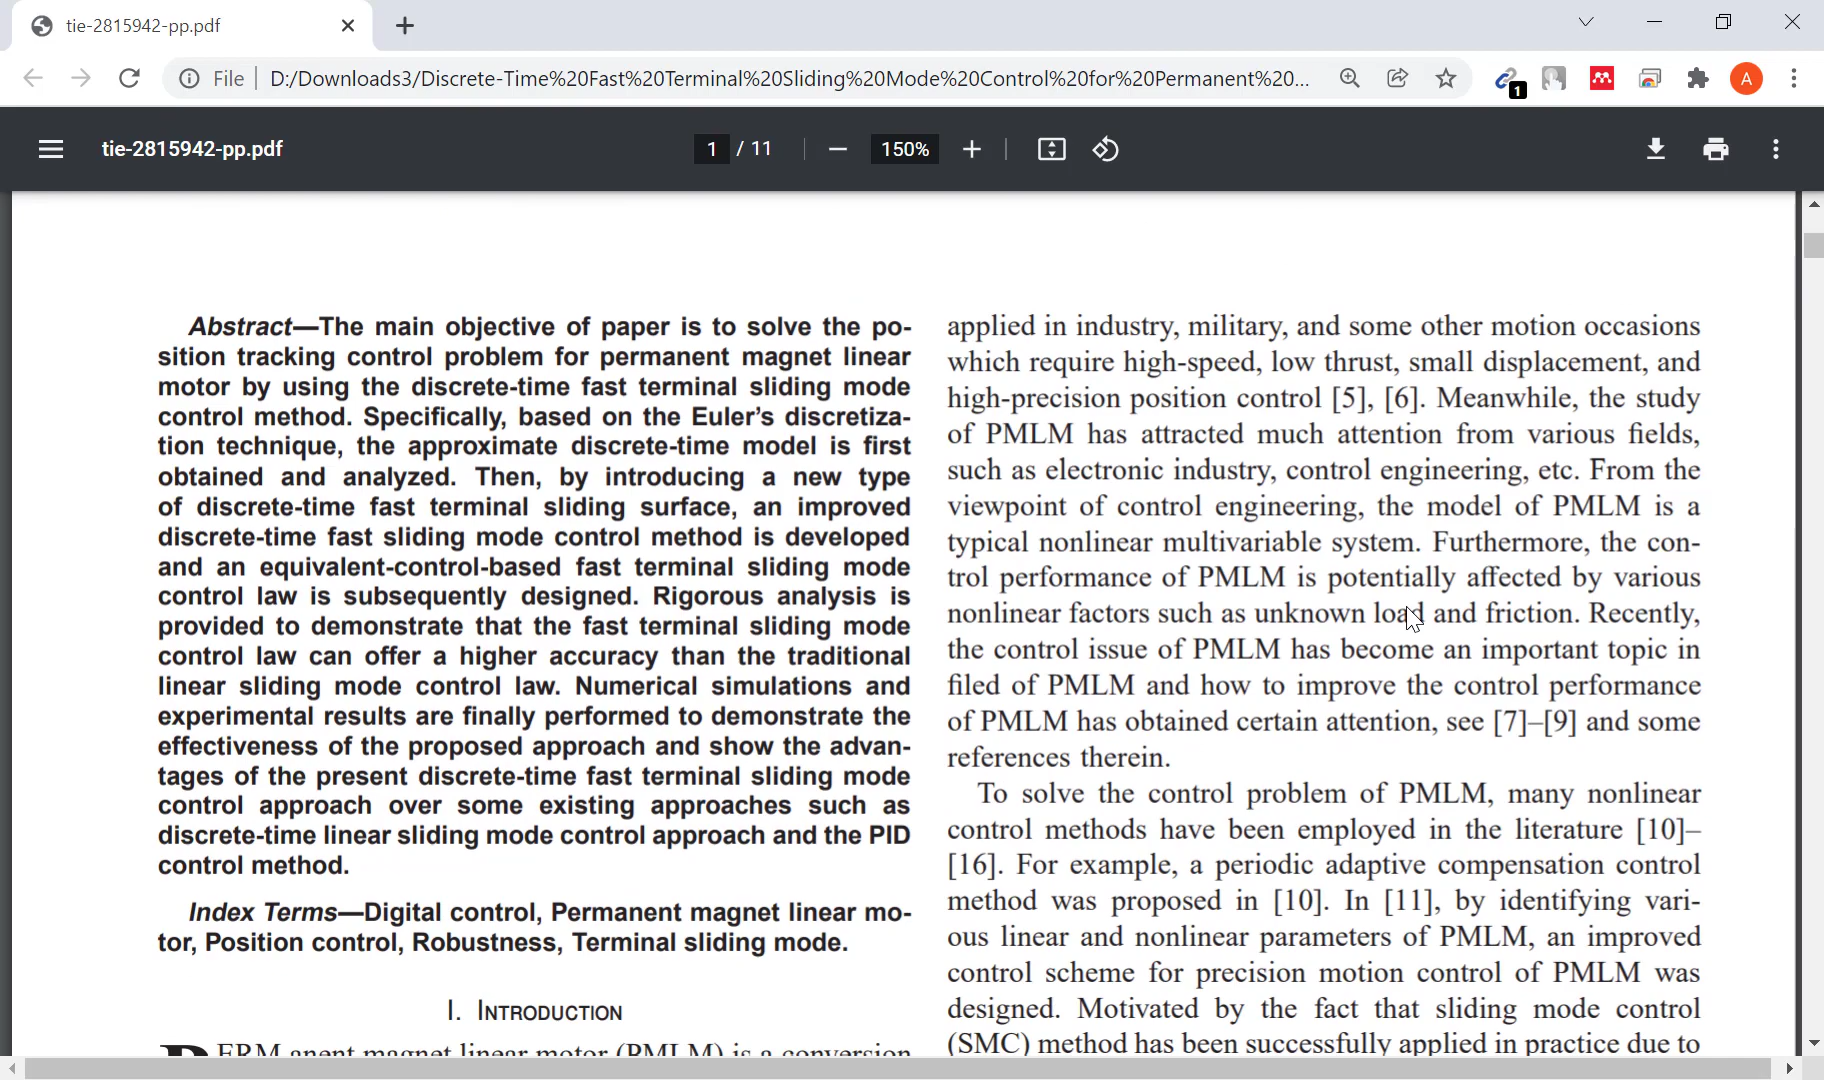 tie-2815942-pp.pdf
File
D:/Downloads3/Discrete-Time%20Fast%20Terminal%20Sliding%20Mode%20Control%20for%20Permanent%20...
1
A
tie-2815942-pp.pdf
1 / 11
150%
Abstract—The main objective of paper is to solve the po-
sition tracking control problem for permanent magnet linear
motor by using the discrete-time fast terminal sliding mode
control method. Specifically, based on the Euler's discretiza-
tion technique, the approximate discrete-time model is first
obtained and analyzed. Then, by introducing a new type
of discrete-time fast terminal sliding surface, an improved
discrete-time fast sliding mode control method is developed
and an equivalent-control-based fast terminal sliding mode
control law is subsequently designed. Rigorous analysis is
provided to demonstrate that the fast terminal sliding mode
control law can offer a higher accuracy than the traditional
linear sliding mode control law. Numerical simulations and
experimental results are finally performed to demonstrate the
effectiveness of the proposed approach and show the advan-
tages of the present discrete-time fast terminal sliding mode
control approach over some existing approaches such as
discrete-time linear sliding mode control approach and the PID
control method.
Index Terms—Digital control, Permanent magnet linear mo-
tor, Position control, Robustness, Terminal sliding mode.
I. INTRODUCTION
PERM anent magnet linear motor (PMLM) is a conversion
applied in industry, military, and some other motion occasions
which require high-speed, low thrust, small displacement, and
high-precision position control [5], [6]. Meanwhile, the study
of PMLM has attracted much attention from various fields,
such as electronic industry, control engineering, etc. From the
viewpoint of control engineering, the model of PMLM is a
typical nonlinear multivariable system. Furthermore, the con-
trol performance of PMLM is potentially affected by various
nonlinear factors such as unknown load and friction. Recently,
the control issue of PMLM has become an important topic in
filed of PMLM and how to improve the control performance
of PMLM has obtained certain attention, see [7]–[9] and some
references therein.
To solve the control problem of PMLM, many nonlinear
control methods have been employed in the literature [10]–
[16]. For example, a periodic adaptive compensation control
method was proposed in [10]. In [11], by identifying vari-
ous linear and nonlinear parameters of PMLM, an improved
control scheme for precision motion control of PMLM was
designed. Motivated by the fact that sliding mode control
(SMC) method has been successfully applied in practice due to